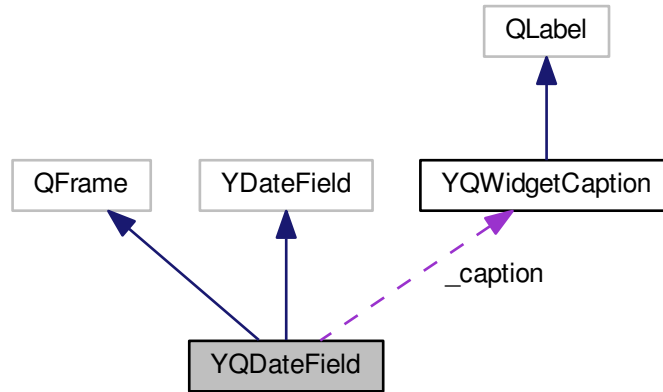 QLabel
QFrame
YDateField
YQWidgetCaption
_caption
YQDateField